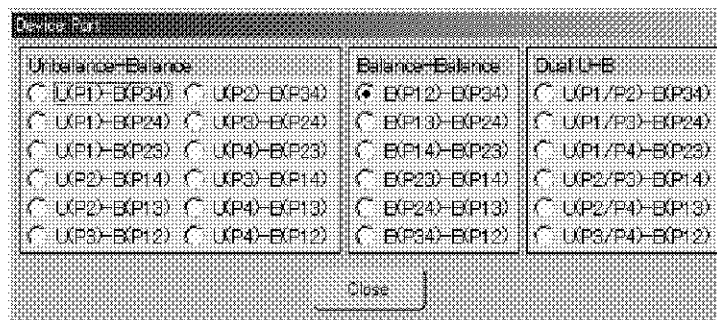 Device Port
Unbalance-Balance Balance-Balance Dual U-B
U(P1)-B(P34) U(P2)-B(P34) B(P12)-B(P34) U(P1/P2)-B(P34)
U(P1)-B(P24) U(P3)-B(P24) B(P13)-B(P24) U(P1/P3)-B(P24)
U(P1)-B(P23) U(P4)-B(P23) B(P14)-B(P23) U(P1/P4)-B(P23)
U(P2)-B(P14) U(P3)-B(P14) B(P23)-B(P14) U(P2/P3)-B(P14)
U(P2)-B(P13) U(P4)-B(P13) B(P24)-B(P13) U(P2/P4)-B(P13)
U(P3)-B(P12) U(P4)-B(P12) B(P34)-B(P12) U(P3/P4)-B(P12)
Close